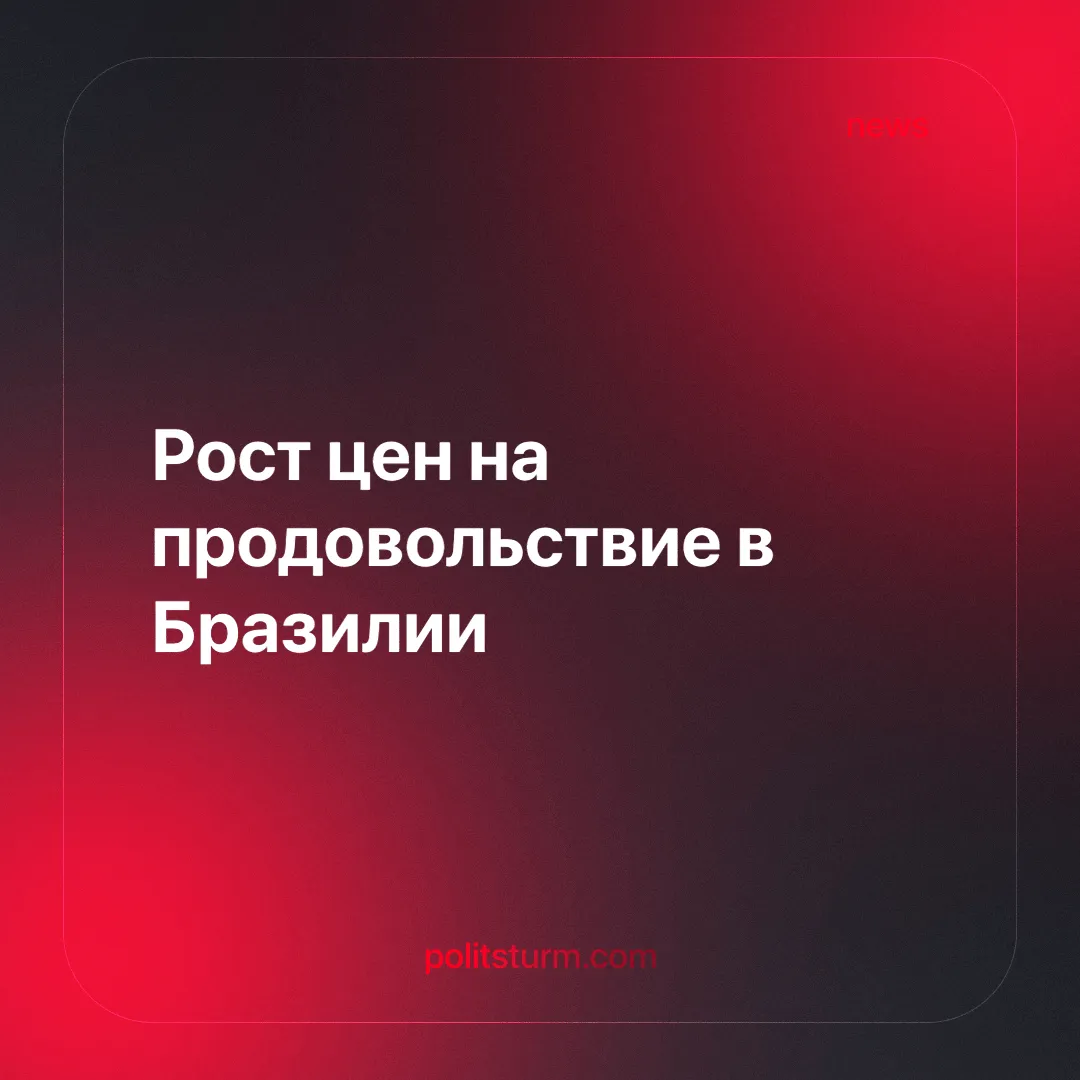 news
Рост цен на
продовольствие в
Бразилии
politsturm.com